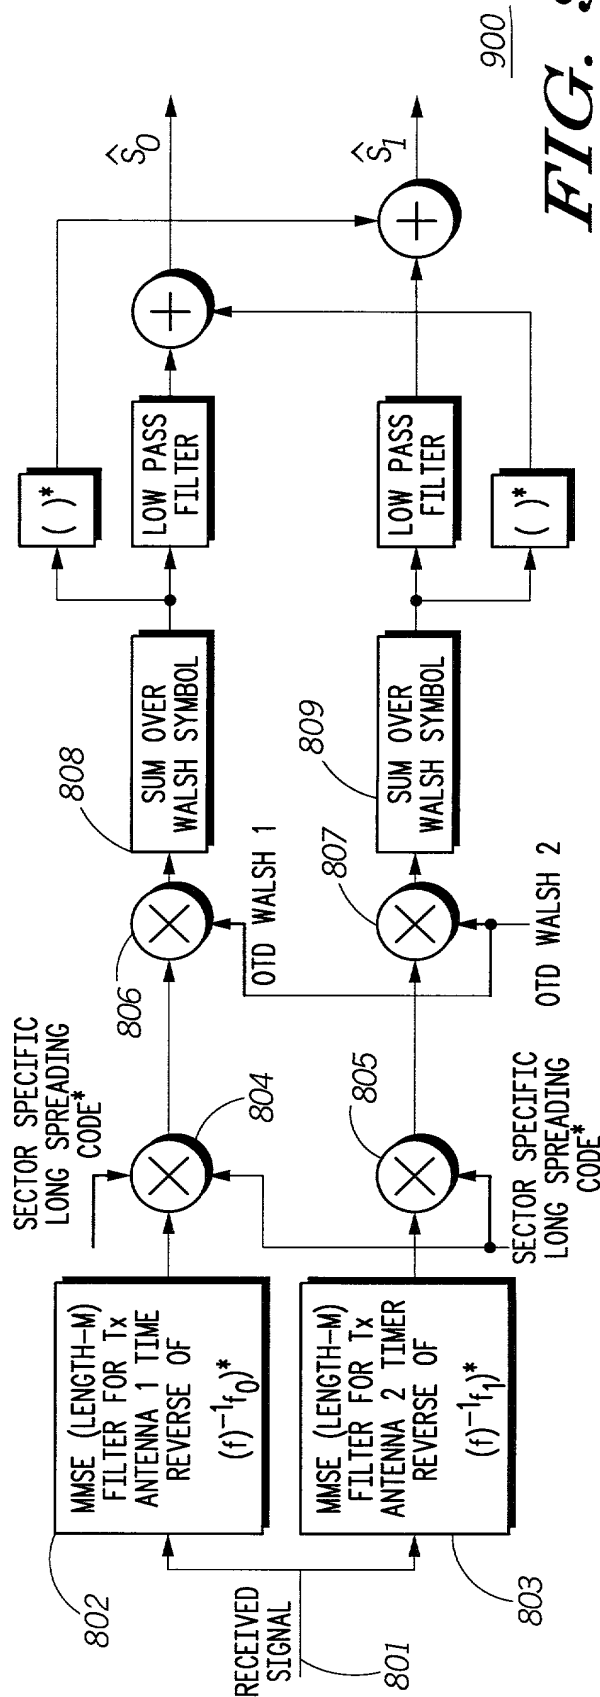 RECEIVED
SIGNAL
801
802
MMSE (LENGTH-M)
FILTER FOR Tx
ANTENNA 1 TIME
REVERSE OF
(f)⁻¹f₀)*
803
MMSE (LENGTH-M)
FILTER FOR Tx
ANTENNA 2 TIMER
REVERSE OF
(f)⁻¹f₁)*
SECTOR SPECIFIC
LONG SPREADING
CODE*
804
805
SECTOR SPECIFIC
LONG SPREADING
CODE*
806
OTD WALSH 1
807
OTD WALSH 2
808
SUM OVER
WALSH SYMBOL
809
SUM OVER
WALSH SYMBOL
( )*
LOW PASS
FILTER
LOW PASS
FILTER
( )*
+
+
Ŝ₀
Ŝ₁
900
FIG.